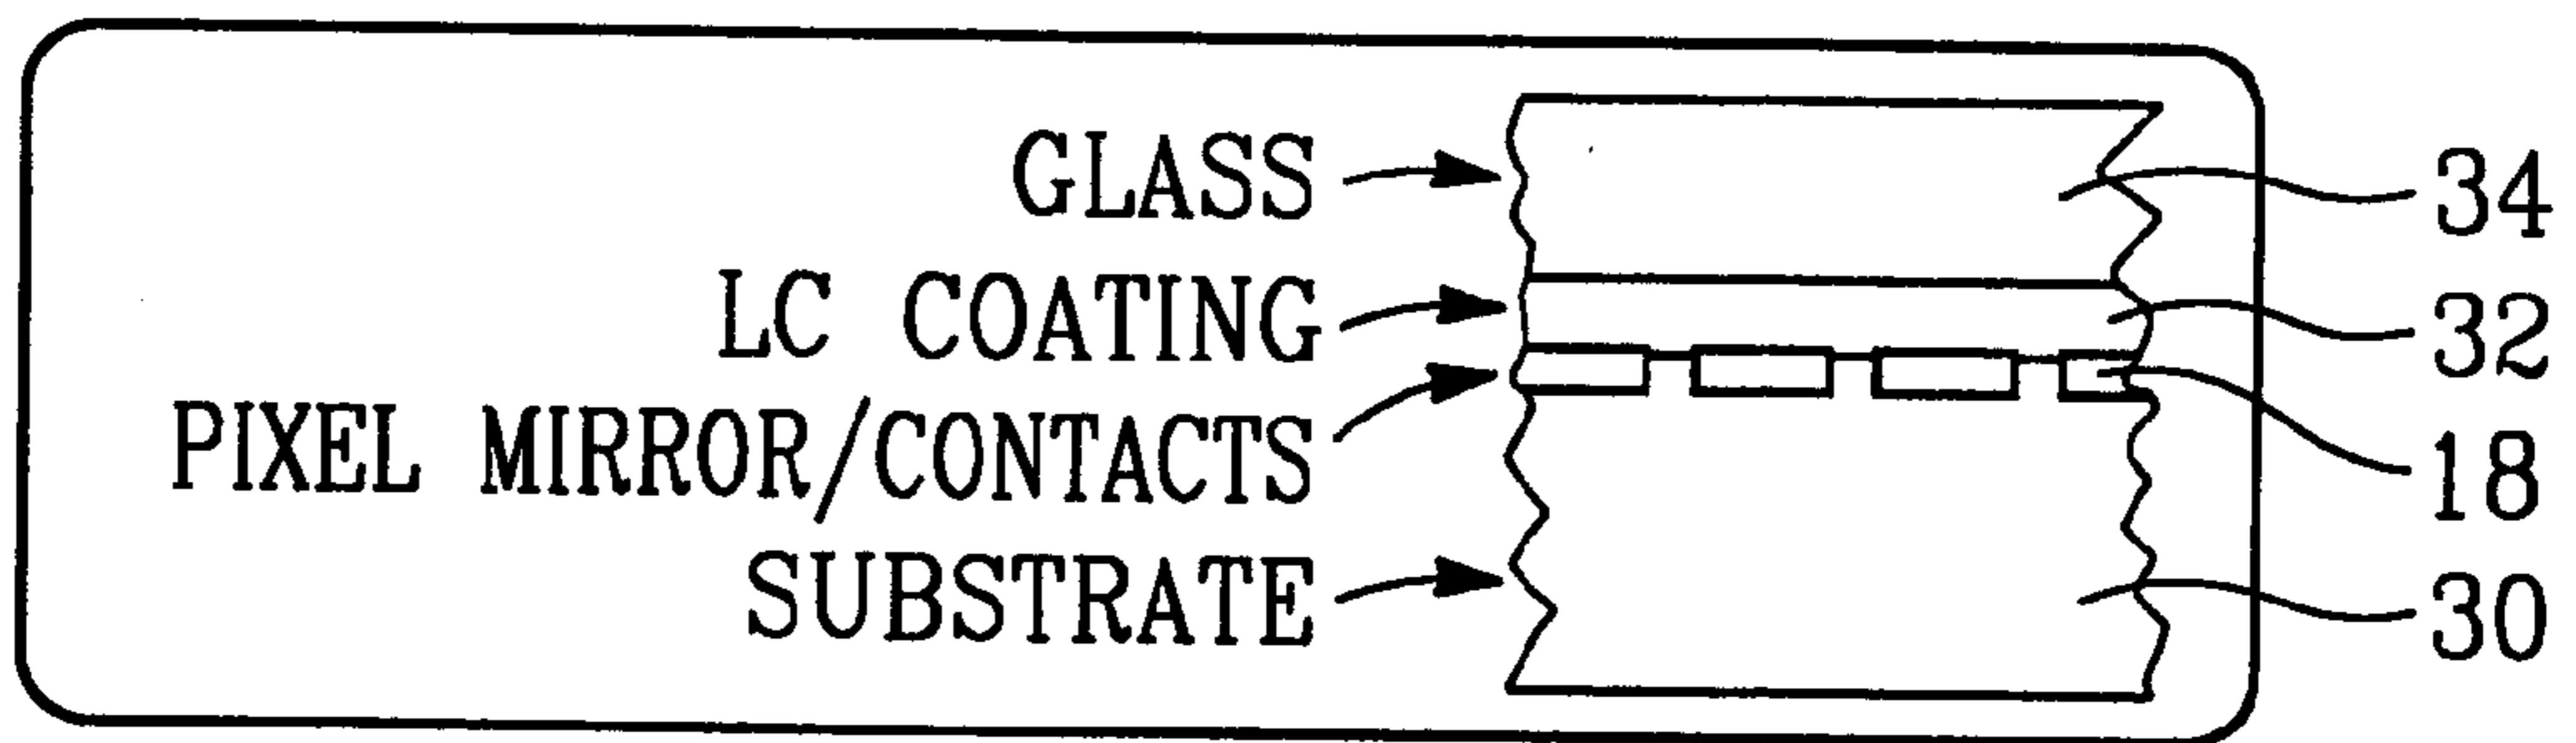 GLASS 34
LC COATING 32
PIXEL MIRROR/CONTACTS 18
SUBSTRATE 30